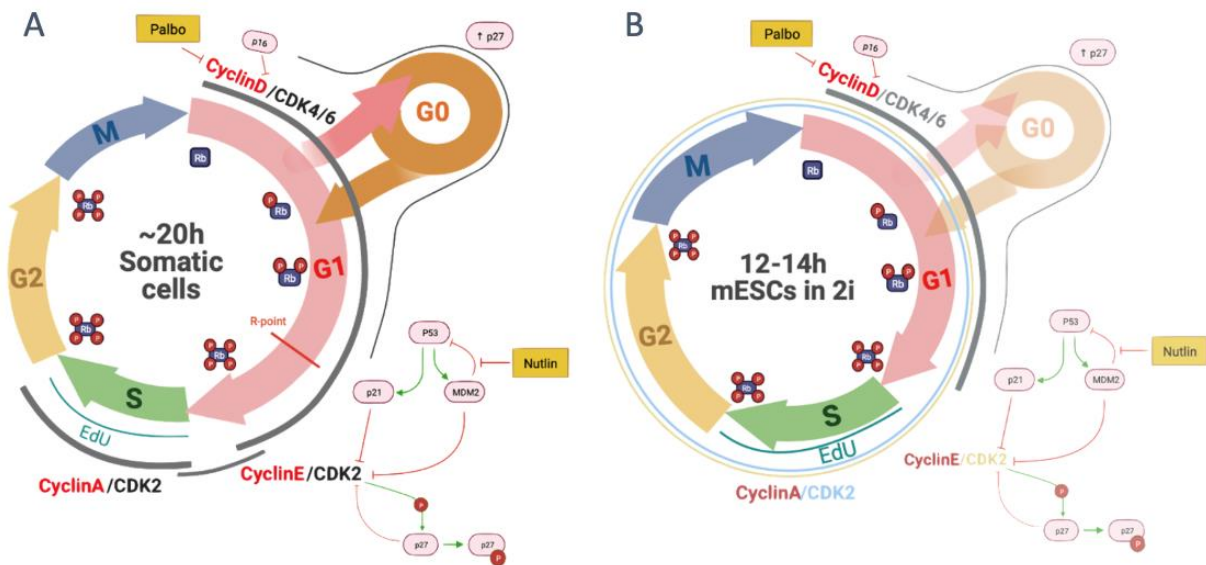 A
Palbo
p16
↑ p27
CyclinD/CDK4/6
G0
M
Rb
P
Rb
P P
Rb
G1
P P
Rb
P P
P P
Rb
P P
P P
Rb
P P
G2
~20h
Somatic
cells
R-point
S
EdU
P53
Nutlin
p21
MDM2
CyclinE/CDK2
CyclinA/CDK2
P
p27
p27
P
B
Palbo
p16
↑ p27
CyclinD/CDK4/6
G0
M
Rb
P
Rb
P P
Rb
G1
P P
Rb
P P
P P
Rb
P P
P P
Rb
P P
G2
12-14h
mESCs in 2i
S
EdU
P53
Nutlin
p21
MDM2
CyclinE/CDK2
CyclinA/CDK2
P
p27
p27
P